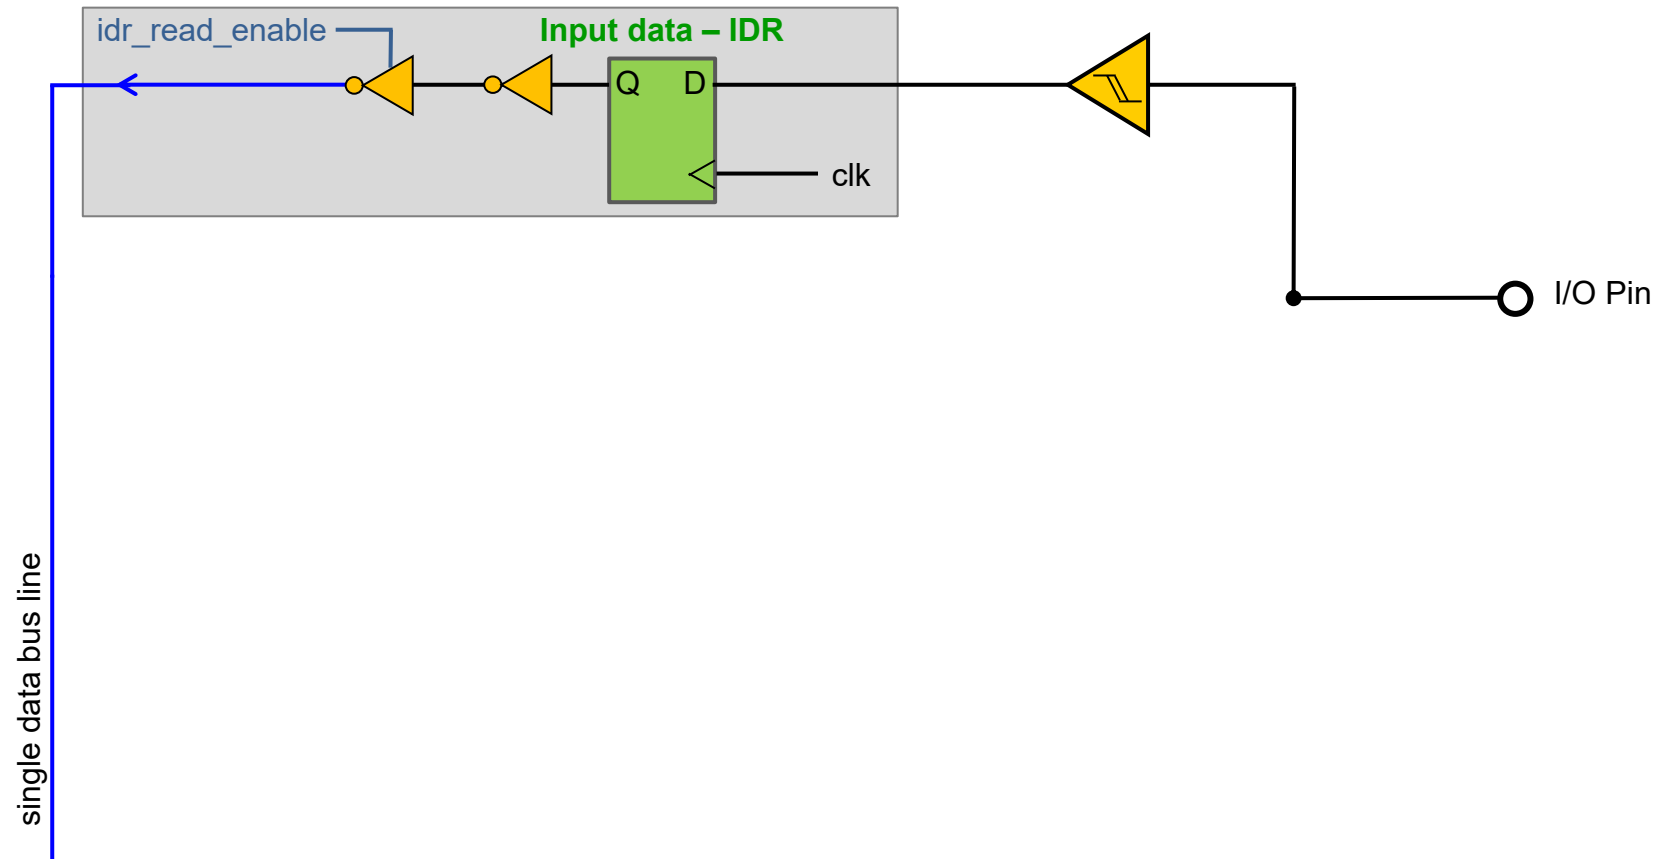 idr_read_enable
Input data – IDR
Q
D
clk
I/O Pin
single data bus line